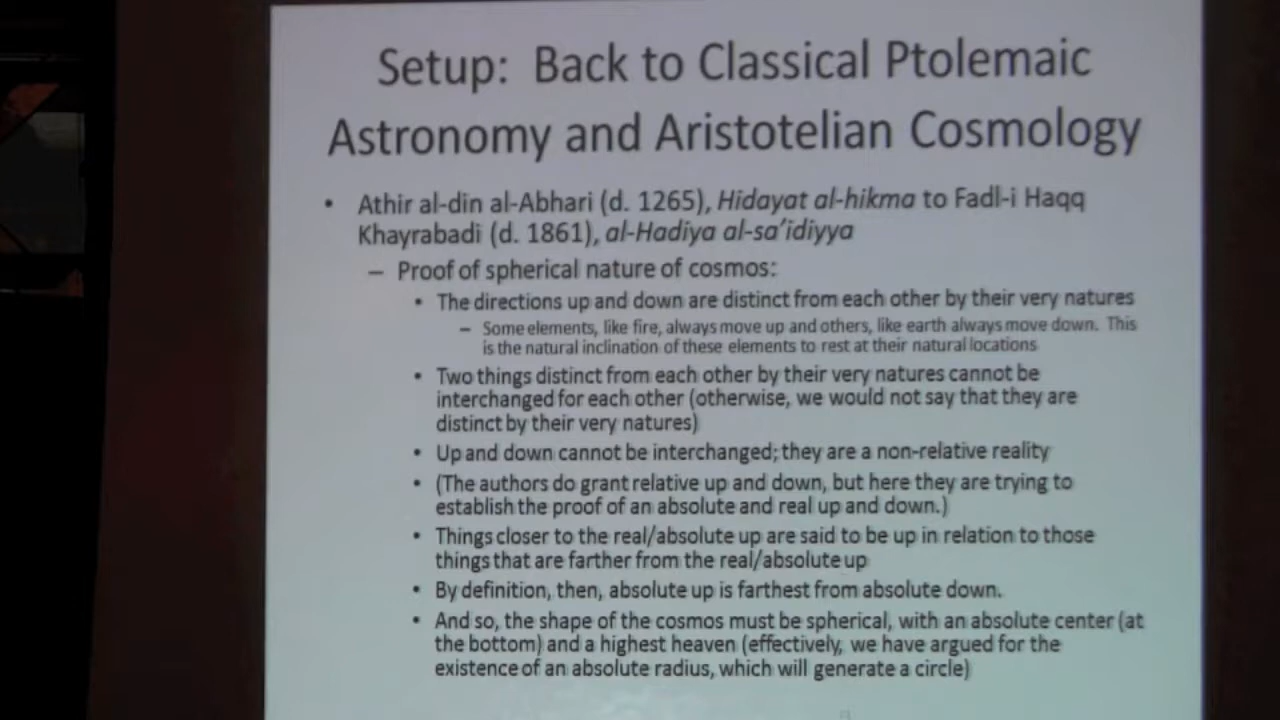 Setup: Back to Classical Ptolemaic
Astronomy and Aristotelian Cosmology
• Athir al-din al-Abhari (d. 1265), Hidayat al-hikma to Fadl-i Haqq
Khayrabadi (d. 1861), al-Hadiya al-sa'idiyya
– Proof of spherical nature of cosmos:
• The directions up and down are distinct from each other by their very natures
– Some elements, like fire, always move up and others, like earth always move down. This
is the natural inclination of these elements to rest at their natural locations
• Two things distinct from each other by their very natures cannot be
interchanged for each other (otherwise, we would not say that they are
distinct by their very natures)
• Up and down cannot be interchanged; they are a non-relative reality
• (The authors do grant relative up and down, but here they are trying to
establish the proof of an absolute and real up and down.)
• Things closer to the real/absolute up are said to be up in relation to those
things that are farther from the real/absolute up
• By definition, then, absolute up is farthest from absolute down.
• And so, the shape of the cosmos must be spherical, with an absolute center (at
the bottom) and a highest heaven (effectively, we have argued for the
existence of an absolute radius, which will generate a circle)